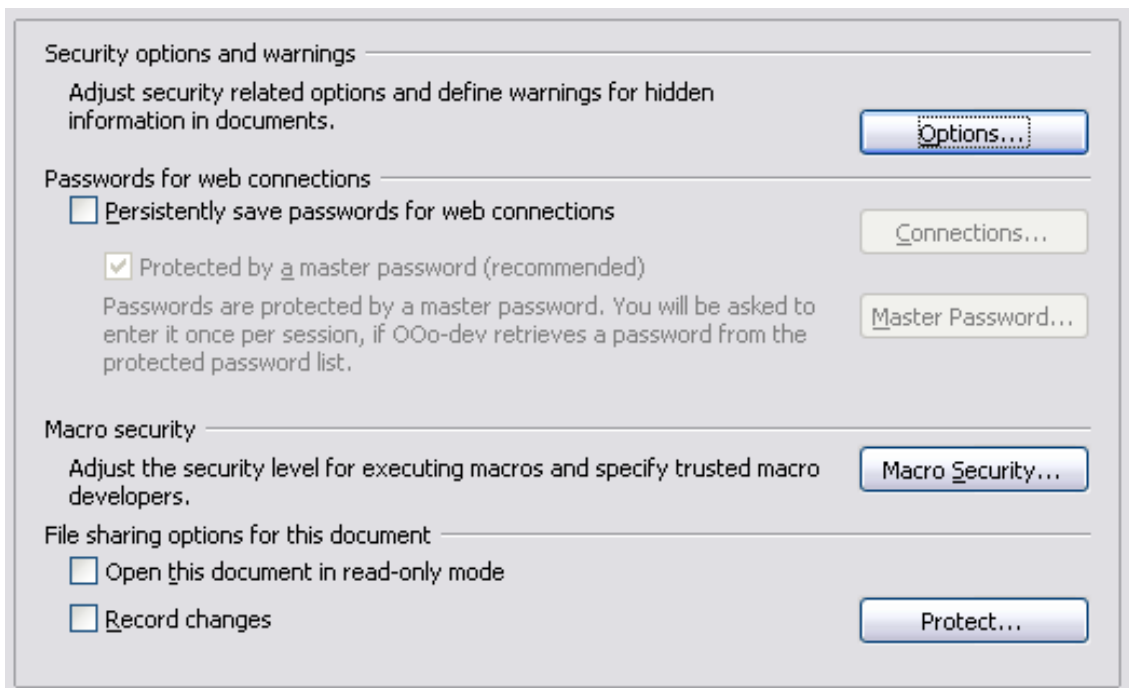 Security options and warnings
Adjust security related options and define warnings for hidden
information in documents.
Options...
Passwords for web connections
Persistently save passwords for web connections
Connections...
Protected by a master password (recommended)
Passwords are protected by a master password. You will be asked to
enter it once per session, if OOo-dev retrieves a password from the
protected password list.
Master Password...
Macro security
Adjust the security level for executing macros and specify trusted macro
developers.
Macro Security...
File sharing options for this document
Open this document in read-only mode
Record changes
Protect...